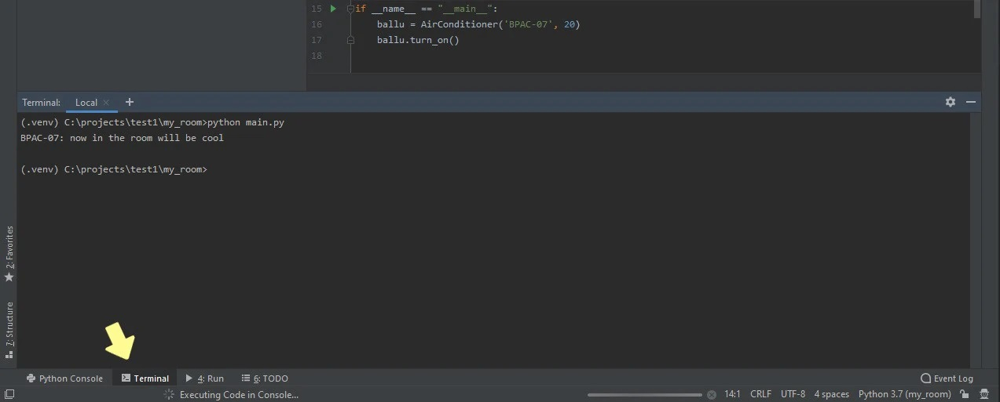 15 if __name__ == "__main__":
16 ballu = AirConditioner('BPAC-07', 20)
17 ballu.turn_on()
18
Terminal: Local × +
(.venv) C:\projects\test1\my_room>python main.py
BPAC-07: now in the room will be cool
(.venv) C:\projects\test1\my_room>
2: Favorites
7: Structure
Python Console Terminal 4: Run 6: TODO Event Log
Executing Code in Console... 14:1 CRLF UTF-8 4 spaces Python 3.7 (my_room)